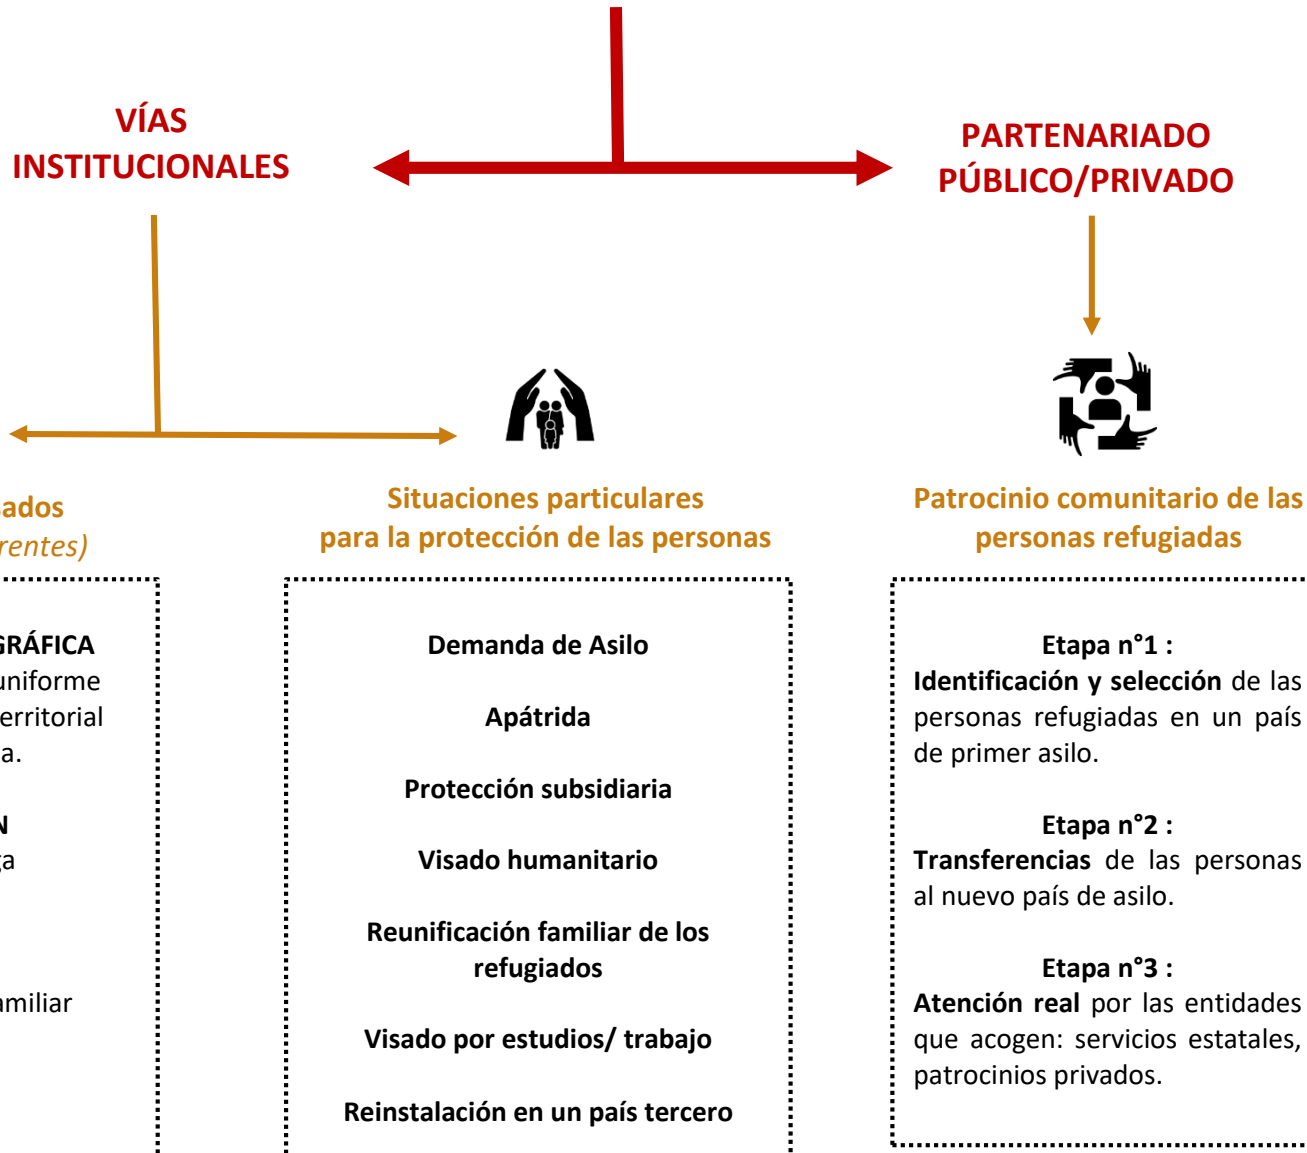 VÍAS
INSTITUCIONALES
PARTENARIADO
PÚBLICO/PRIVADO
ados
rentes)
GRÁFICA
uniforme
erritorial
a.
N
ga
amiliar
Situaciones particulares
para la protección de las personas
Demanda de Asilo
Apátrida
Protección subsidiaria
Visado humanitario
Reunificación familiar de los
refugiados
Visado por estudios/ trabajo
Reinstalación en un país tercero
Patrocinio comunitario de las
personas refugiadas
Etapa n°1 :
Identificación y selección de las
personas refugiadas en un país
de primer asilo.
Etapa n°2 :
Transferencias de las personas
al nuevo país de asilo.
Etapa n°3 :
Atención real por las entidades
que acogen: servicios estatales,
patrocinios privados.